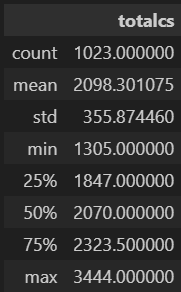 totalcs
count 1023.000000
mean 2098.301075
std 355.874460
min 1305.000000
25% 1847.000000
50% 2070.000000
75% 2323.500000
max 3444.000000